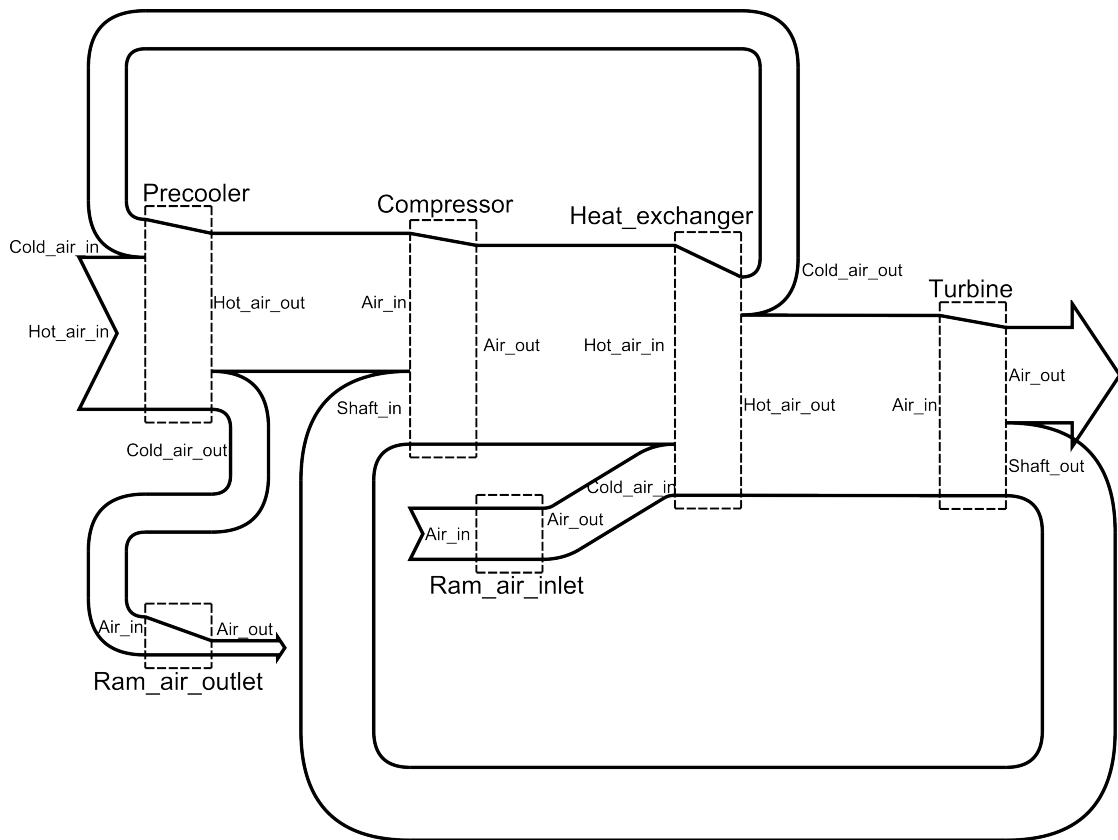 Precooler
Compressor
Heat_exchanger
Cold_air_in
Cold_air_out
Turbine
Hot_air_in
Hot_air_out
Air_in
Air_out
Hot_air_in
Air_out
Shaft_in
Hot_air_out
Air_in
Cold_air_out
Shaft_out
Cold_air_in
Air_in
Air_out
Ram_air_inlet
Air_in
Air_out
Ram_air_outlet